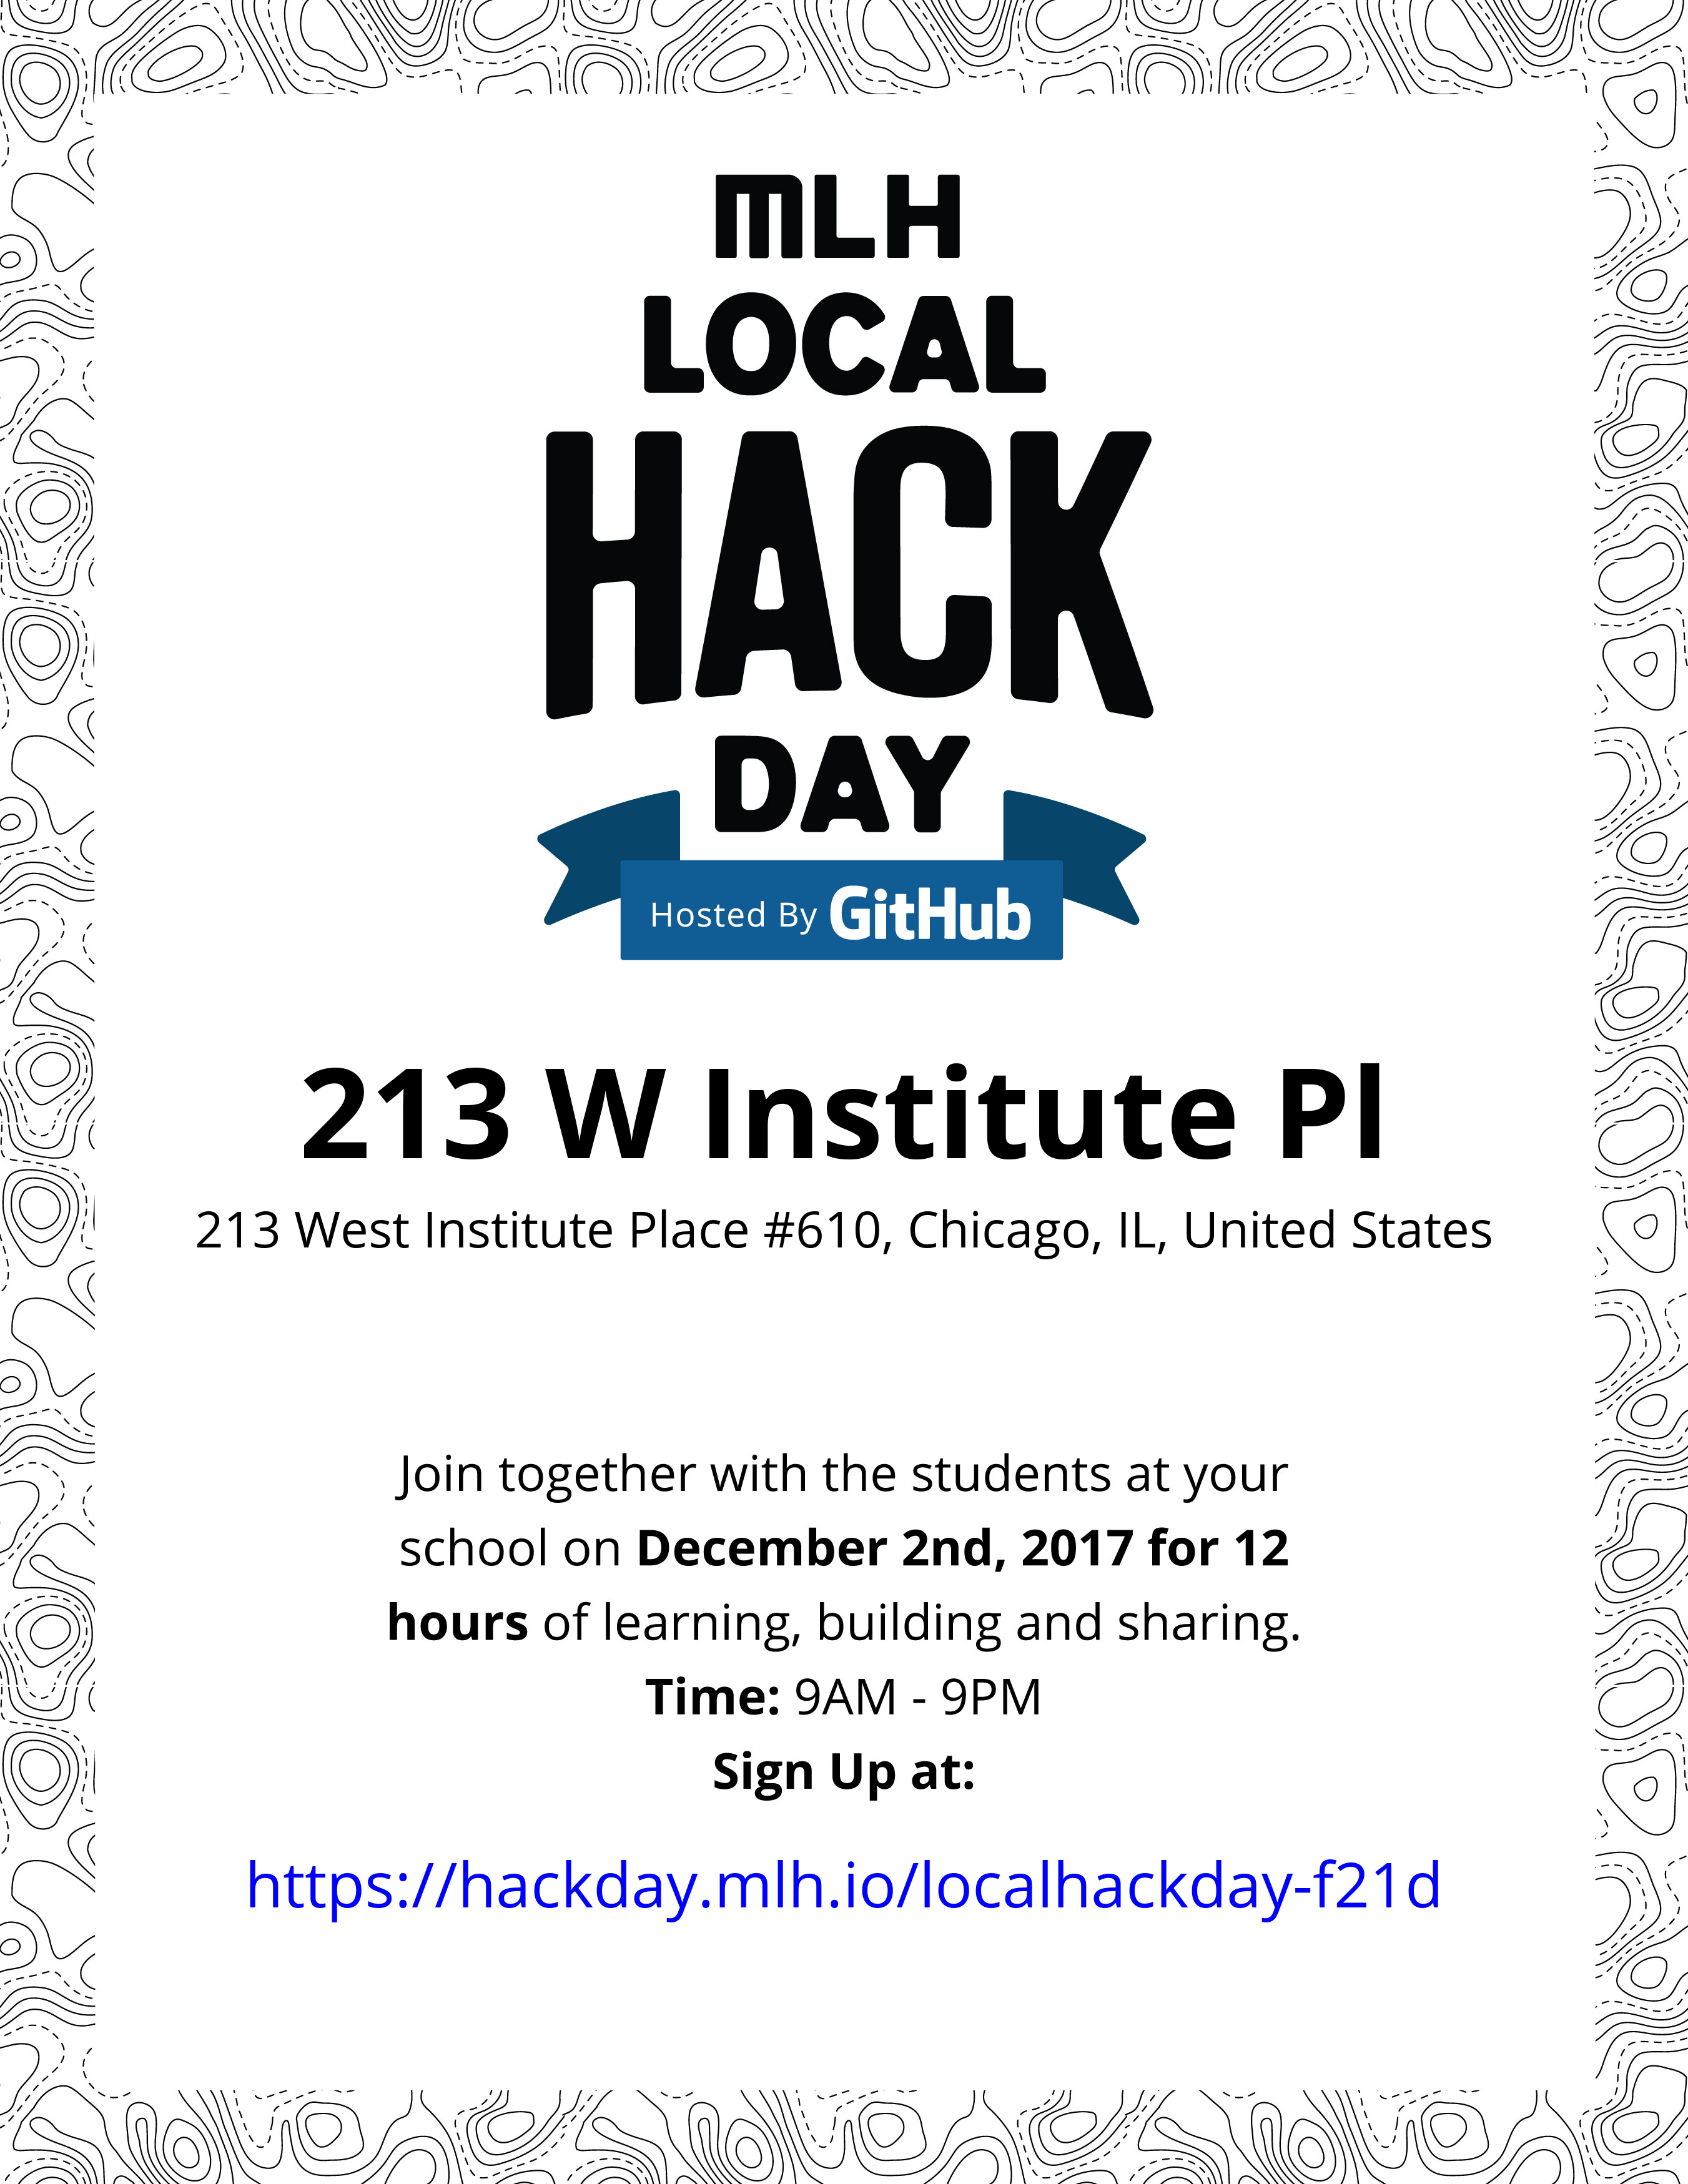 MLH
LOCAL
HACK
DAY
Hosted By GitHub
213 W Institute Pl
213 West Institute Place #610, Chicago, IL, United States
Join together with the students at your
school on December 2nd, 2017 for 12
hours of learning, building and sharing.
Time: 9AM - 9PM
Sign Up at:
https://hackday.mlh.io/localhackday-f21d